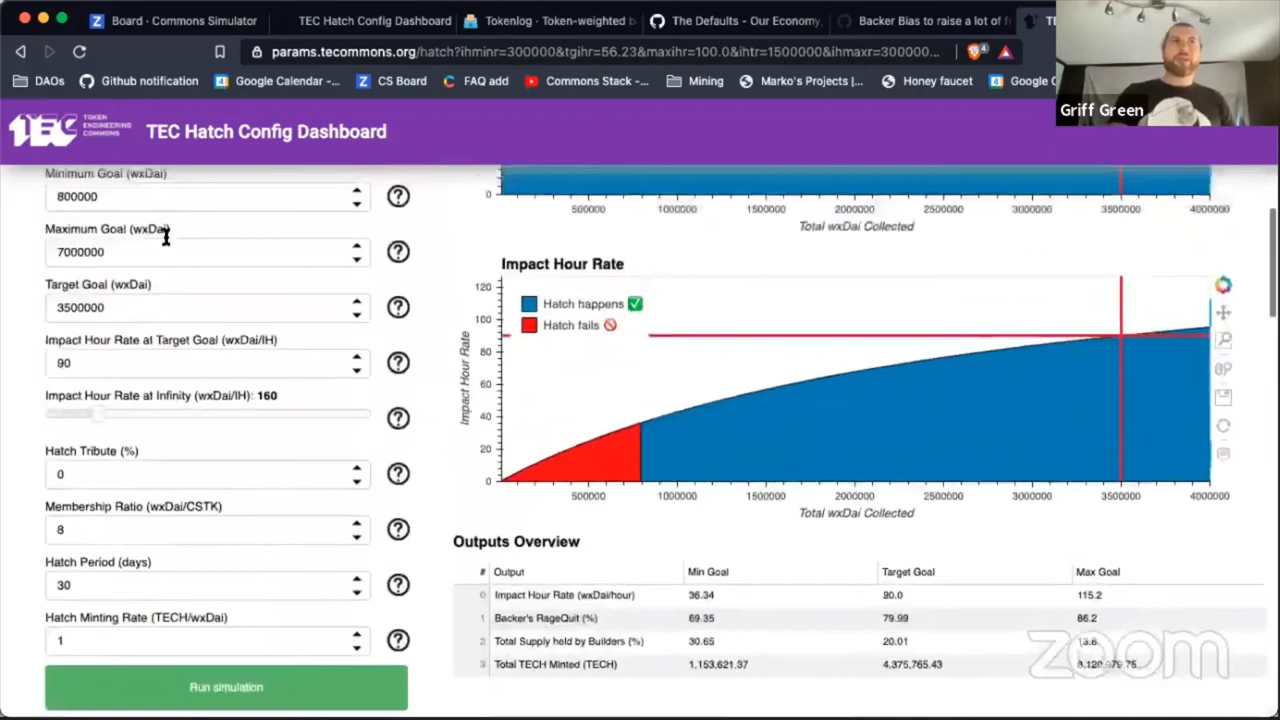 Board · Commons Simulator
TEC Hatch Config Dashboard
Tokenlog · Token-weighted b
The Defaults - Our Economy
Backer Bias to raise a lot of f
TE
params.tecommons.org/hatch?ihminr=300000&tgihr=56.23&maxihr=100.0&ihtr=1500000&ihmaxr=300000...
4
DAOs
Github notification
Google Calendar -...
CS Board
FAQ add
Commons Stack -...
Mining
Marko's Projects |...
Honey faucet
Google C
Griff Green
TEC TOKEN ENGINEERING COMMONS
TEC Hatch Config Dashboard
Minimum Goal (wxDai)
800000
Maximum Goal (wxDai)
7000000
Target Goal (wxDai)
3500000
Impact Hour Rate at Target Goal (wxDai/IH)
90
Impact Hour Rate at Infinity (wxDai/IH): 160
Hatch Tribute (%)
0
Membership Ratio (wxDai/CSTK)
8
Hatch Period (days)
30
Hatch Minting Rate (TECH/wxDai)
1
Run simulation
0
500000 1000000 1500000 2000000 2500000 3000000 3500000 4000000
Total wxDai Collected
Impact Hour Rate
Hatch happens
Hatch fails
120
100
80
60
40
20
0
Impact Hour Rate
500000 1000000 1500000 2000000 2500000 3000000 3500000 4000000
Total wxDai Collected
Outputs Overview
# Output Min Goal Target Goal Max Goal
0 Impact Hour Rate (wxDai/hour) 36.34 90.0 115.2
1 Backer's RageQuit (%) 69.35 79.99 86.2
2 Total Supply held by Builders (%) 30.65 20.01 13.8
3 Total TECH Minted (TECH) 1,153,621.37 4,375,765.43
zoom